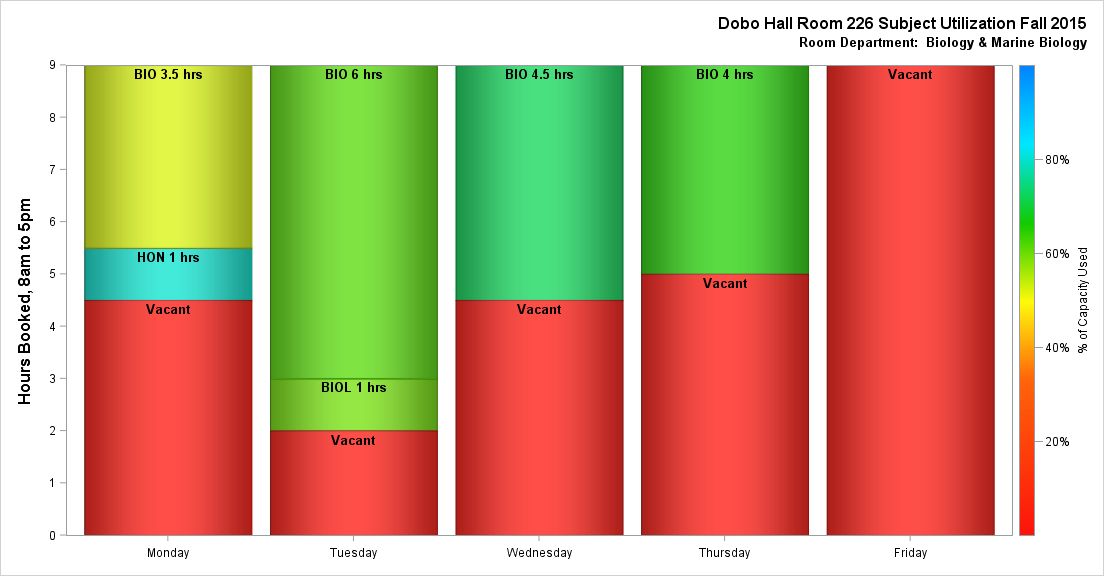 Dobo Hall Room 226 Subject Utilization Fall 2015
Room Department:  Biology & Marine Biology
Hours Booked, 8am to 5pm
9
8
7
6
5
4
3
2
1
0
BIO 3.5 hrs
HON 1 hrs
Vacant
BIO 6 hrs
BIOL 1 hrs
Vacant
BIO 4.5 hrs
Vacant
BIO 4 hrs
Vacant
Vacant
Monday
Tuesday
Wednesday
Thursday
Friday
80%
60%
40%
20%
% of Capacity Used